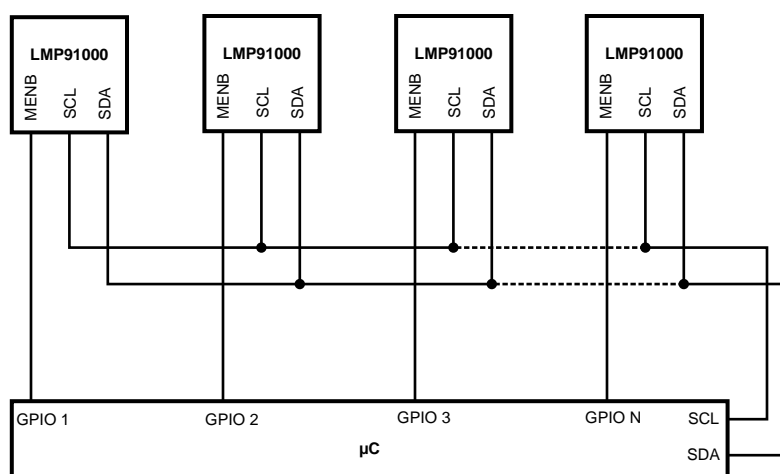 LMP91000 LMP91000 LMP91000 LMP91000
MENB SCL SDA MENB SCL SDA MENB SCL SDA MENB SCL SDA
GPIO 1 GPIO 2 GPIO 3 GPIO N SCL
µC
SDA